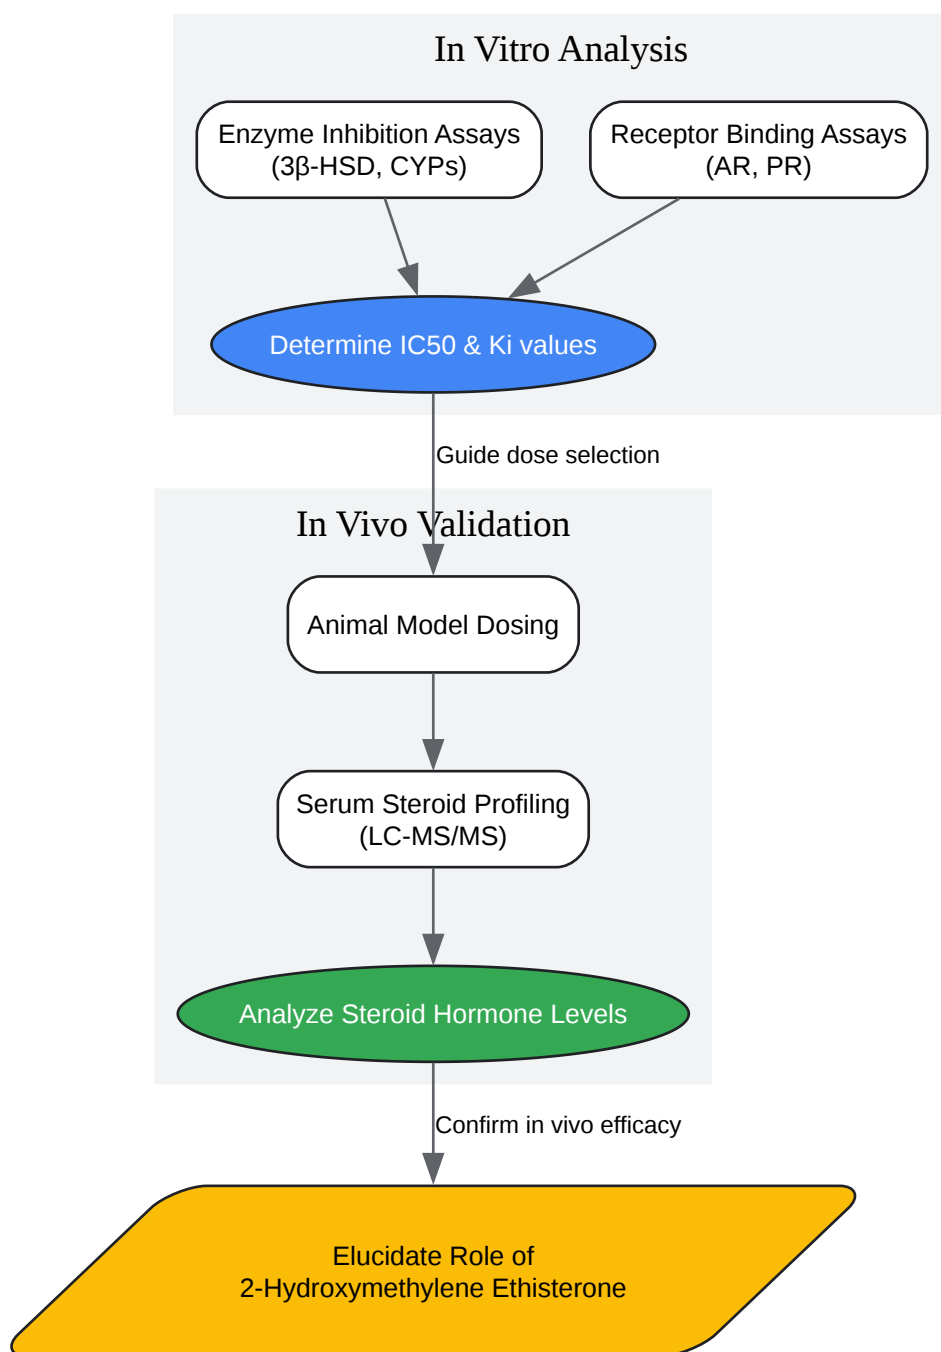 In Vitro Analysis
Enzyme Inhibition Assays
(3β-HSD, CYPs)
Receptor Binding Assays
(AR, PR)
Determine IC50 & Ki values
Guide dose selection
In Vivo Validation
Animal Model Dosing
Serum Steroid Profiling
(LC-MS/MS)
Analyze Steroid Hormone Levels
Confirm in vivo efficacy
Elucidate Role of
2-Hydroxymethylene Ethisterone